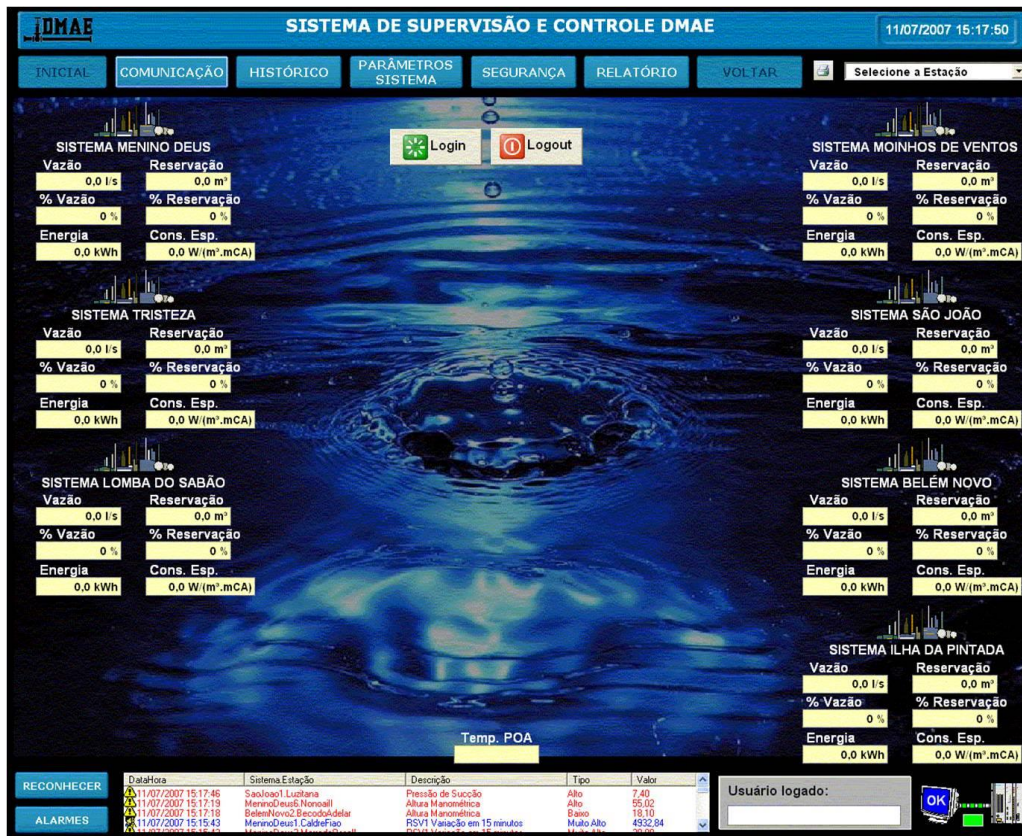 DMAE
SISTEMA DE SUPERVISÃO E CONTROLE DMAE
11/07/2007 15:17:50
INICIAL
COMUNICAÇÃO
HISTÓRICO
PARÂMETROS
SISTEMA
SEGURANÇA
RELATÓRIO
VOLTAR
Selecione a Estação
Login
Logout
SISTEMA MENINO DEUS
Vazão Reservação
0,0 l/s 0,0 m³
% Vazão % Reservação
0 % 0 %
Energia Cons. Esp.
0,0 kWh 0,0 W/(m³.mCA)
SISTEMA TRISTEZA
Vazão Reservação
0,0 l/s 0,0 m³
% Vazão % Reservação
0 % 0 %
Energia Cons. Esp.
0,0 kWh 0,0 W/(m³.mCA)
SISTEMA LOMBA DO SABÃO
Vazão Reservação
0,0 l/s 0,0 m³
% Vazão % Reservação
0 % 0 %
Energia Cons. Esp.
0,0 kWh 0,0 W/(m³.mCA)
SISTEMA MOINHOS DE VENTOS
Vazão Reservação
0,0 l/s 0,0 m³
% Vazão % Reservação
0 % 0 %
Energia Cons. Esp.
0,0 kWh 0,0 W/(m³.mCA)
SISTEMA SÃO JOÃO
Vazão Reservação
0,0 l/s 0,0 m³
% Vazão % Reservação
0 % 0 %
Energia Cons. Esp.
0,0 kWh 0,0 W/(m³.mCA)
SISTEMA BELÉM NOVO
Vazão Reservação
0,0 l/s 0,0 m³
% Vazão % Reservação
0 % 0 %
Energia Cons. Esp.
0,0 kWh 0,0 W/(m³.mCA)
SISTEMA ILHA DA PINTADA
Vazão Reservação
0,0 l/s 0,0 m³
% Vazão % Reservação
0 % 0 %
Energia Cons. Esp.
0,0 kWh 0,0 W/(m³.mCA)
Temp. POA
RECONHECER
ALARMES
DataHora Sistema.Estação Descrição Tipo Valor
11/07/2007 15:17:46 SaoJoao1.Luzitana Pressão de Sucção Alto 7,40
11/07/2007 15:17:19 MeninoDeus6.NonoaiII Altura Manométrica Alto 55,02
11/07/2007 15:17:18 BelemNovo2.BecodoAdelar Altura Manométrica Baixo 18,10
11/07/2007 15:15:43 MeninoDeus1.CaldreFiao RSV1 Variação em 15 minutos Muito Alto 4932,84
Usuário logado:
OK